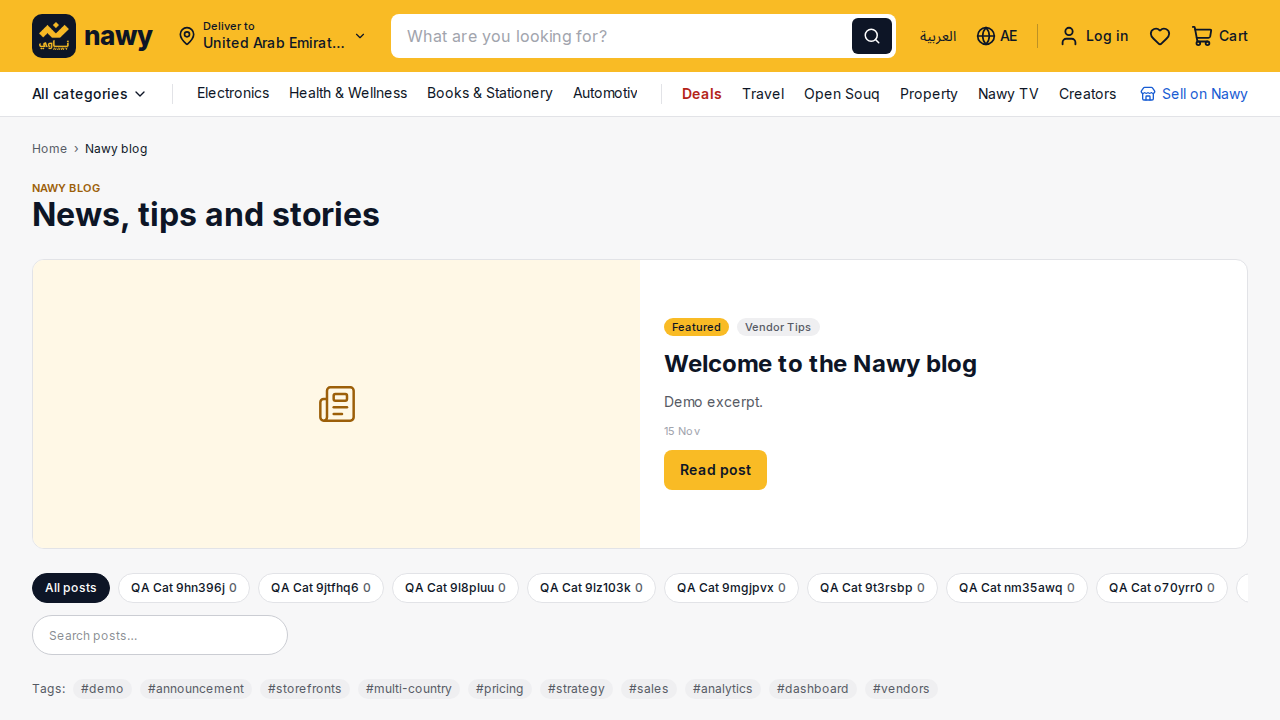 ناوي
NAWY
nawy
Deliver to
United Arab Emirat...
What are you looking for?
العربية
AE
Log in
Cart
All categories
Electronics
Health & Wellness
Books & Stationery
Automotiv
Deals
Travel
Open Souq
Property
Nawy TV
Creators
Sell on Nawy
Home › Nawy blog
NAWY BLOG
News, tips and stories
Featured
Vendor Tips
Welcome to the Nawy blog
Demo excerpt.
15 Nov
Read post
All posts
QA Cat 9hn396j 0
QA Cat 9jtfhq6 0
QA Cat 9l8pluu 0
QA Cat 9lz103k 0
QA Cat 9mgjpvx 0
QA Cat 9t3rsbp 0
QA Cat nm35awq 0
QA Cat o70yrr0 0
Search posts...
Tags: #demo #announcement #storefronts #multi-country #pricing #strategy #sales #analytics #dashboard #vendors